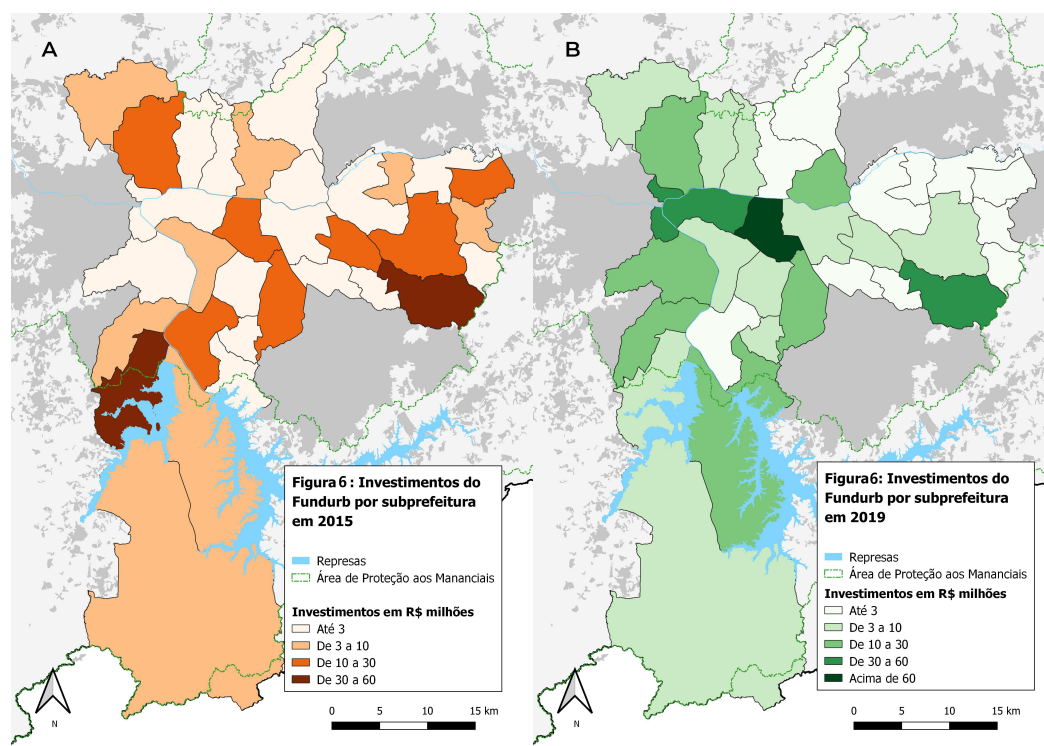 A
Figura 6 : Investimentos do
Fundurb por subprefeitura
em 2015
Represas
Área de Proteção aos Mananciais
Investimentos em R$ milhões
Até 3
De 3 a 10
De 10 a 30
De 30 a 60
N
0 5 10 15 km
B
Figura6: Investimentos do
Fundurb por subprefeitura
em 2019
Represas
Área de Proteção aos Mananciais
Investimentos em R$ milhões
Até 3
De 3 a 10
De 10 a 30
De 30 a 60
Acima de 60
N
0 5 10 15 km